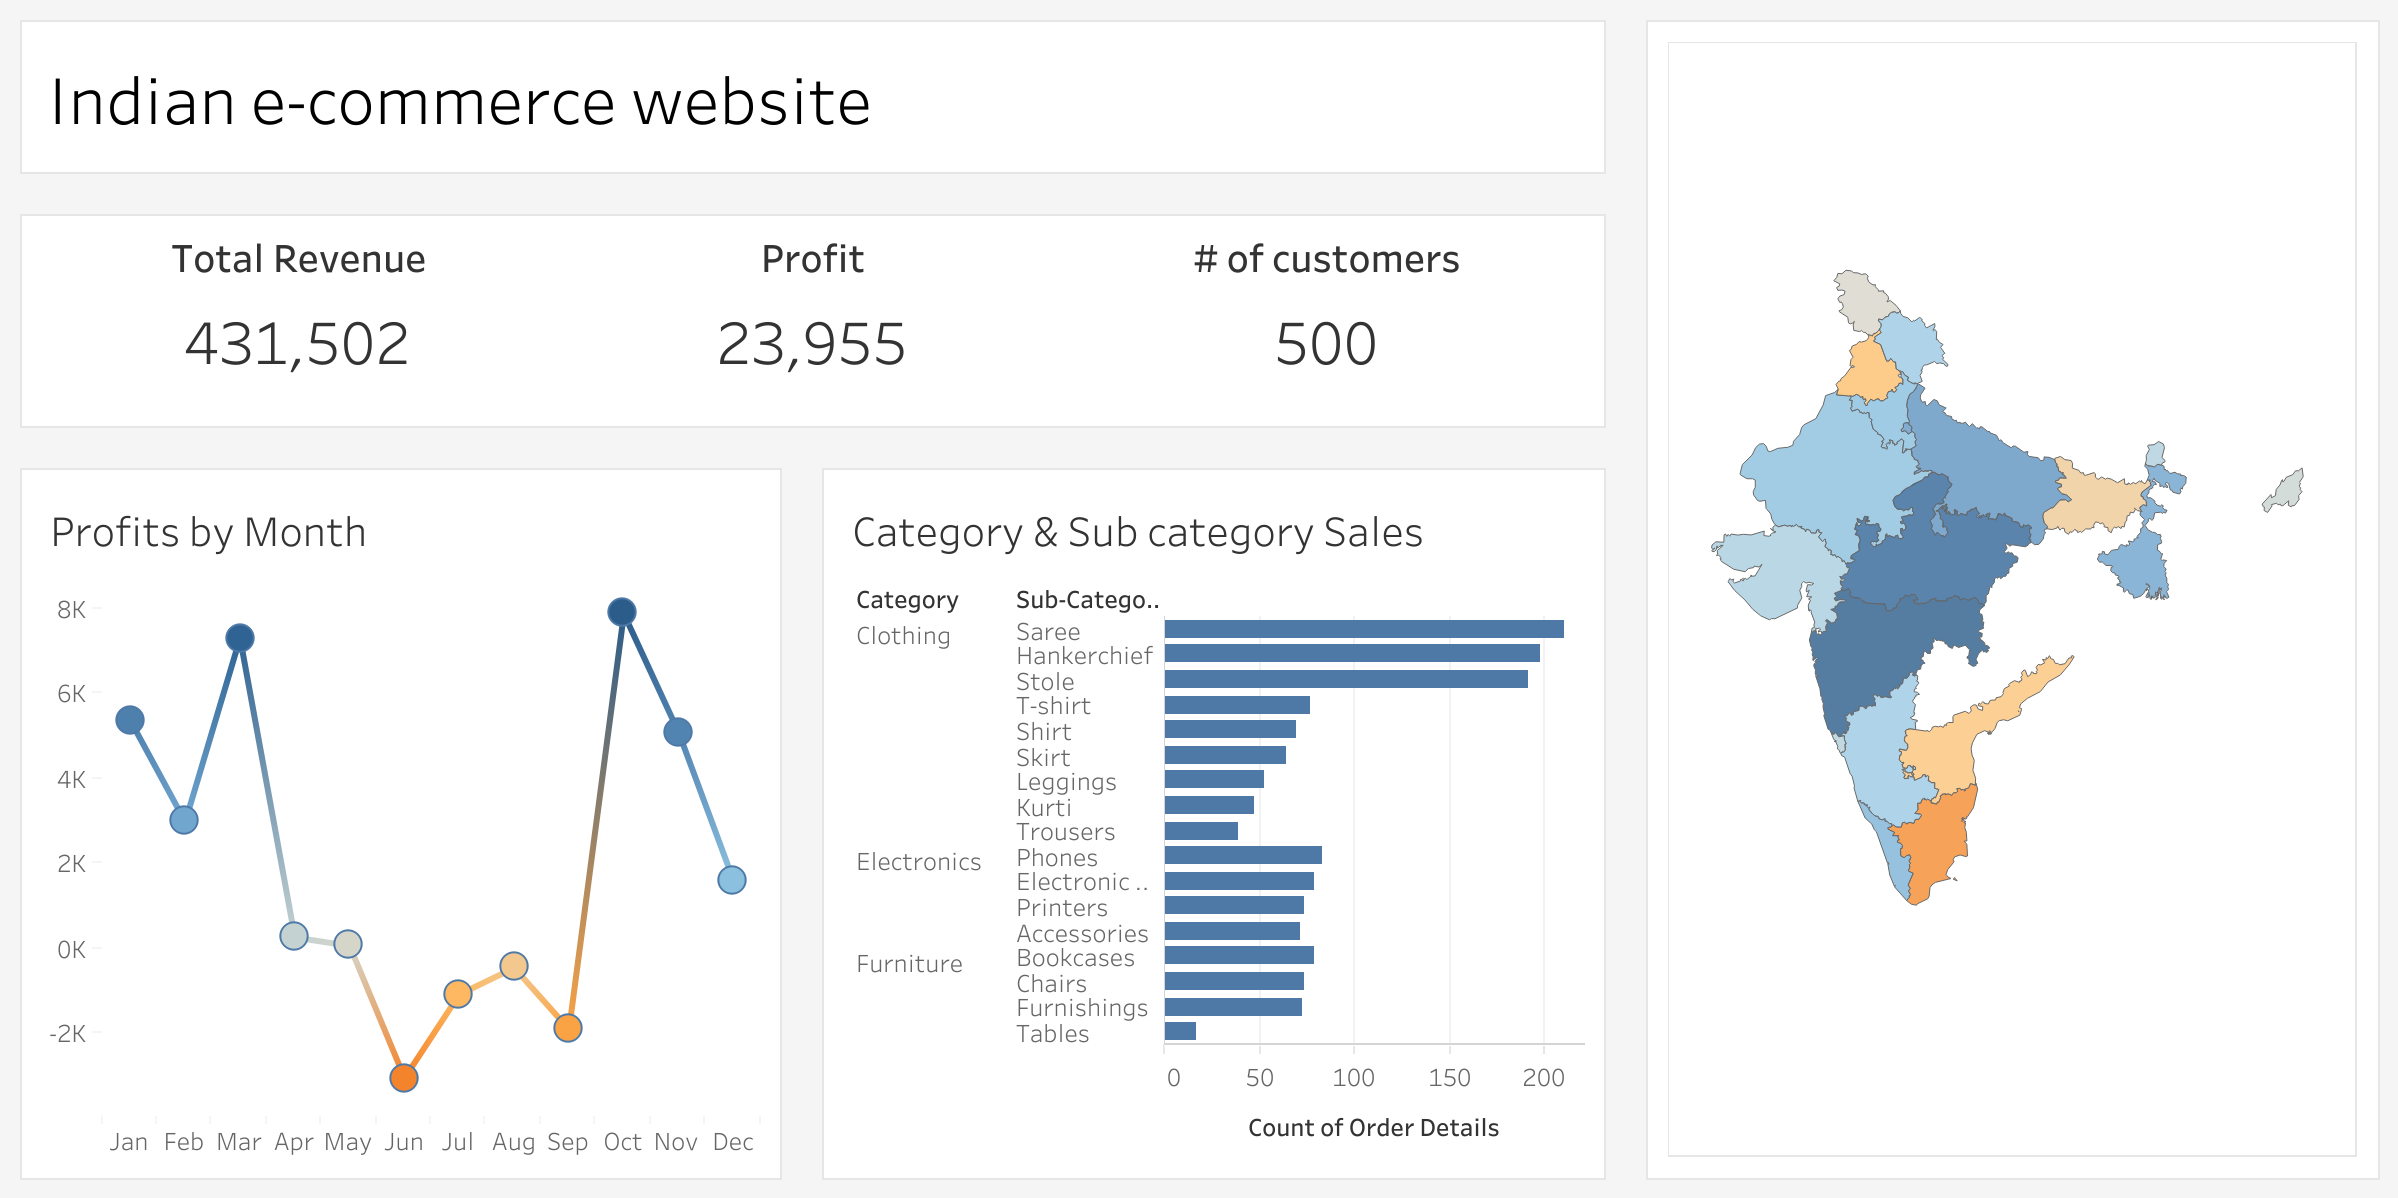 Indian e-commerce website
Total Revenue Profit # of customers
431,502 23,955 500
Profits by Month
8K
6K
4K
2K
0K
-2K
Jan Feb Mar Apr May Jun Jul Aug Sep Oct Nov Dec
Category & Sub category Sales
Category Sub-Catego..
Clothing Saree
Hankerchief
Stole
T-shirt
Shirt
Skirt
Leggings
Kurti
Trousers
Electronics Phones
Electronic ..
Printers
Accessories
Furniture Bookcases
Chairs
Furnishings
Tables
0 50 100 150 200
Count of Order Details